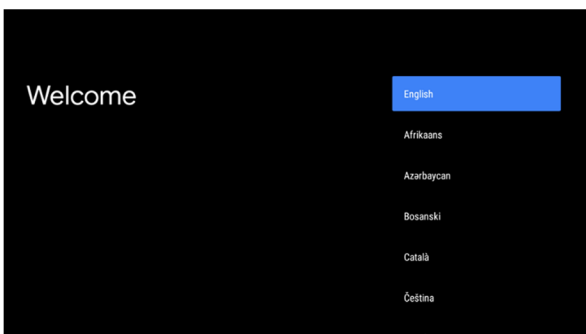 Welcome
English
Afrikaans
Azərbaycan
Bosanski
Català
Čeština